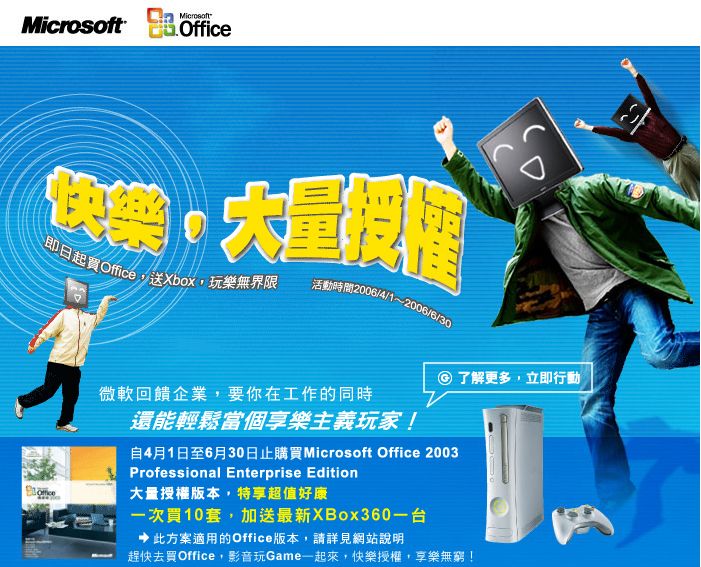 Microsoft
Microsoft
Office
快樂，大量授權
即日起買Office，送Xbox，玩樂無界限
活動時間2006/4/1～2006/6/30
了解更多，立即行動
微軟回饋企業，要你在工作的同時
還能輕鬆當個享樂主義玩家！
自4月1日至6月30日止購買Microsoft Office 2003
Professional Enterprise Edition
大量授權版本，特享超值好康
一次買10套，加送最新XBox360一台
➔ 此方案適用的Office版本，請詳見網站說明
趕快去買Office，影音玩Game一起來，快樂授權，享樂無窮！
Office
Microsoft